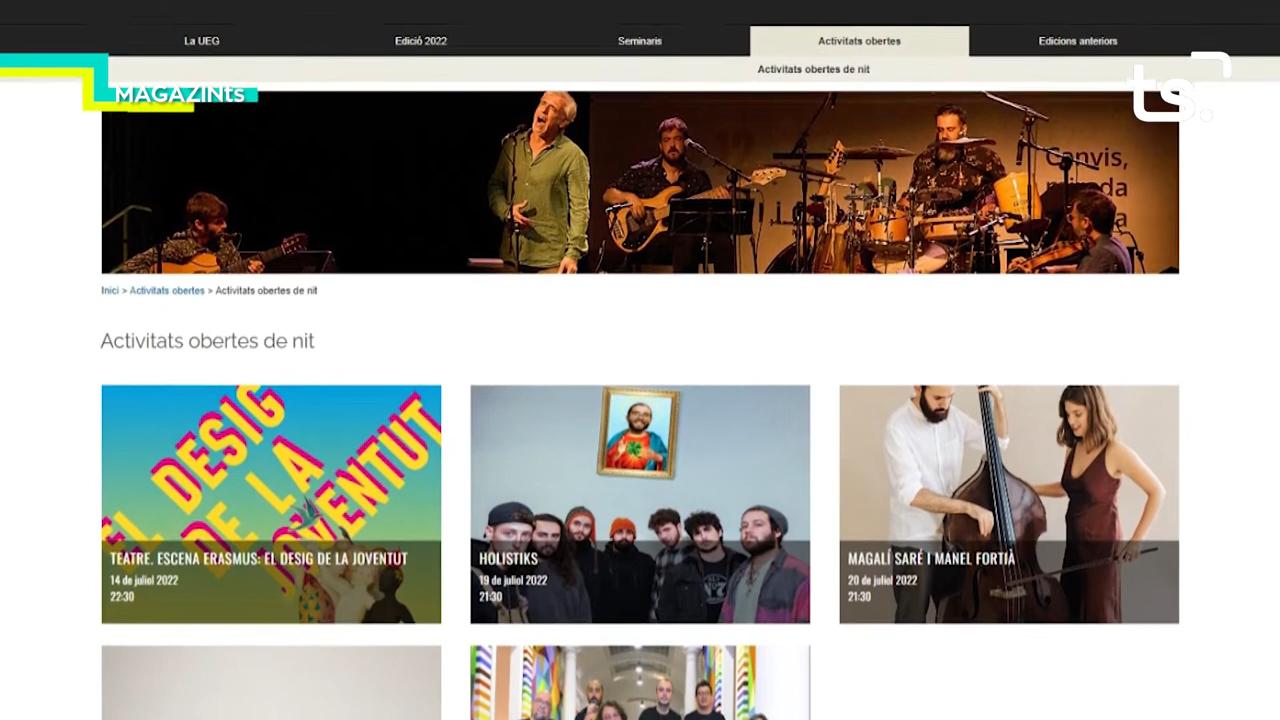 La UEG
Edició 2022
Seminaris
Activitats obertes
Edicions anteriors
Activitats obertes de nit
MAGAZINts
ts.
Canvis,
Inici > Activitats obertes > Activitats obertes de nit
Activitats obertes de nit
EL DESIG
DE LA
JOVENTUT
TEATRE. ESCENA ERASMUS: EL DESIG DE LA JOVENTUT
14 de juliol 2022
22:30
HOLISTIKS
19 de juliol 2022
21:30
MAGALÍ SARÉ I MANEL FORTIÀ
20 de juliol 2022
21:30